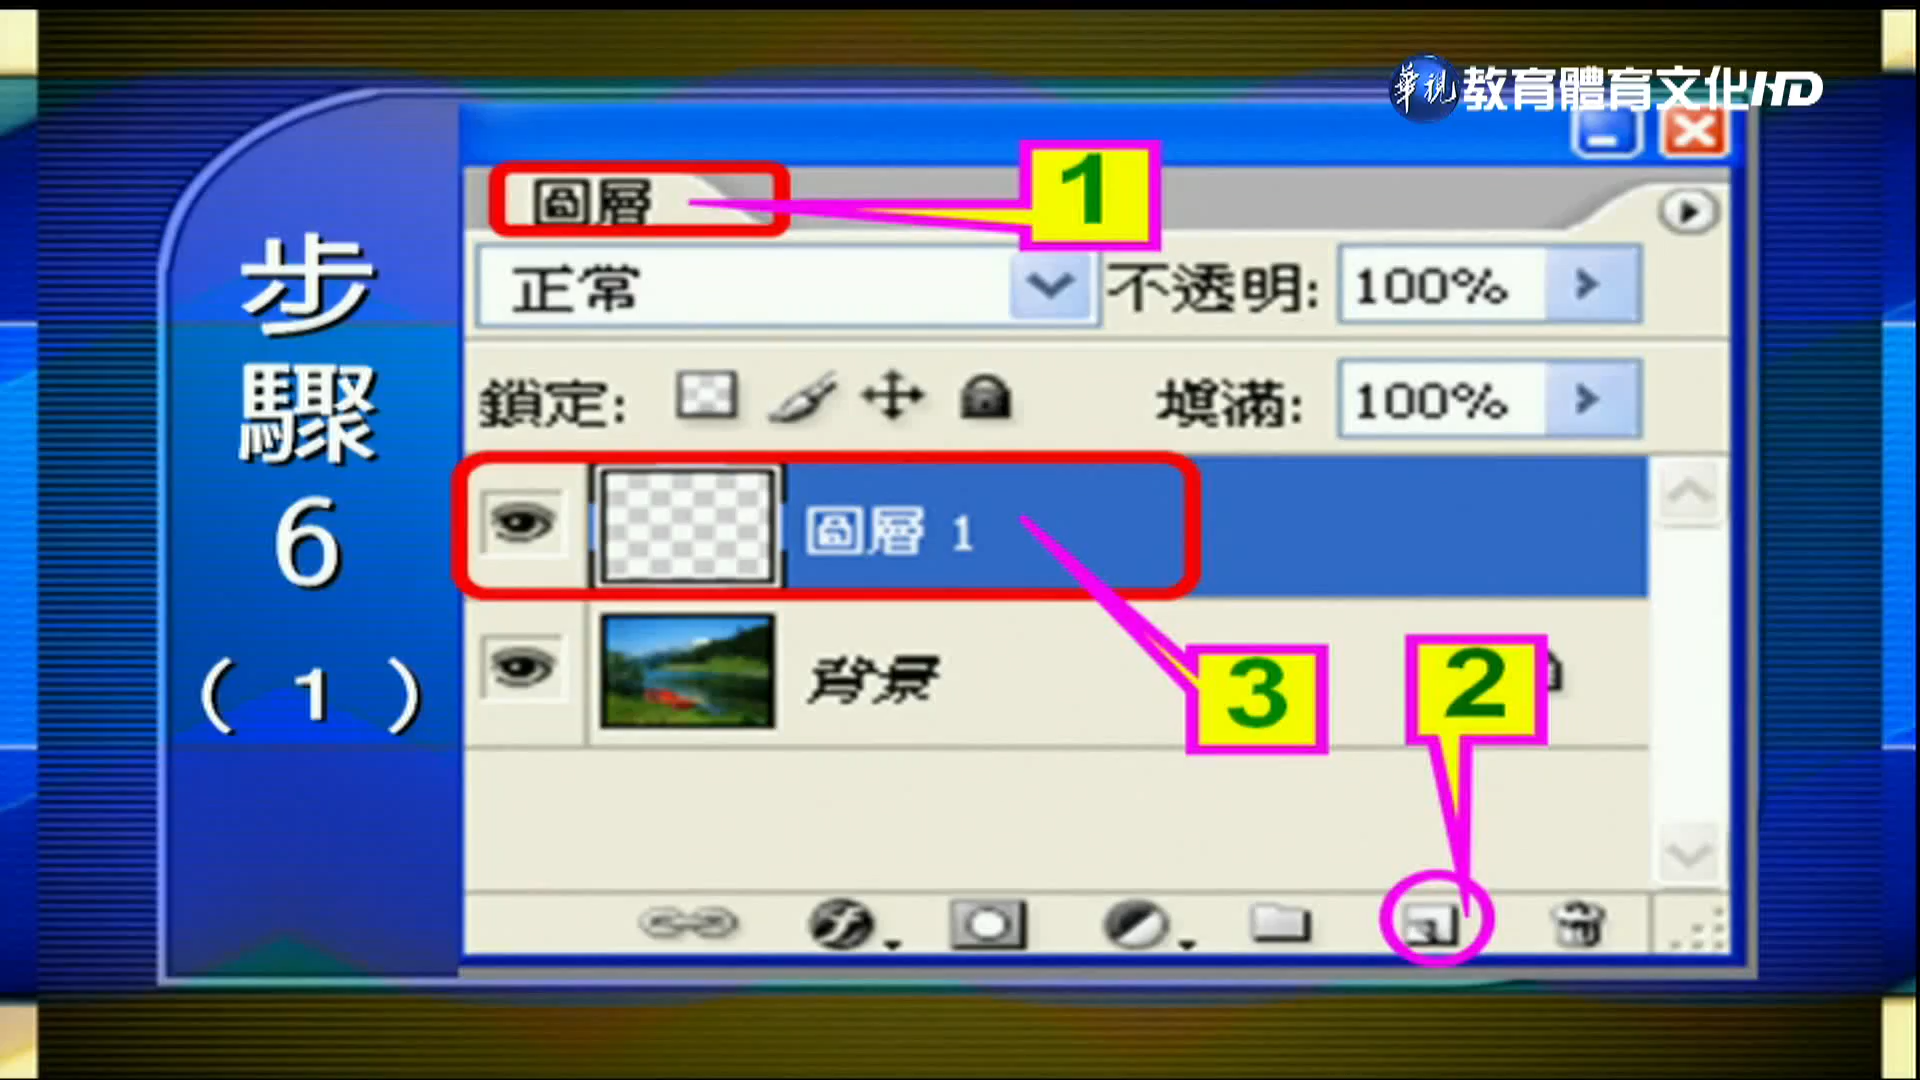 華視 教育體育文化HD
步
驟
6
( 1 )
圖層
1
正常
不透明: 100%
鎖定:
填滿: 100%
圖層 1
背景
3
2